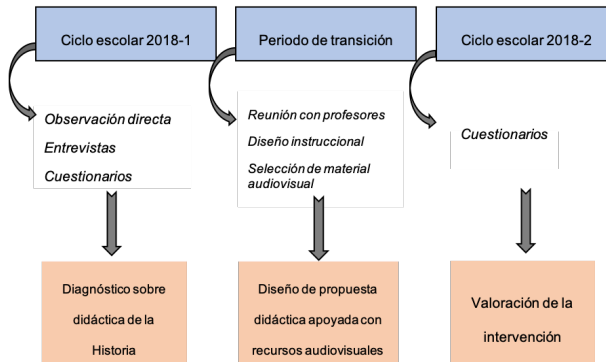 Ciclo escolar 2018-1
Periodo de transición
Ciclo escolar 2018-2
Observación directa
Entrevistas
Cuestionarios
Reunión con profesores
Diseño instruccional
Selección de material
audiovisual
Cuestionarios
Diagnóstico sobre
didáctica de la
Historia
Diseño de propuesta
didáctica apoyada con
recursos audiovisuales
Valoración de la
intervención